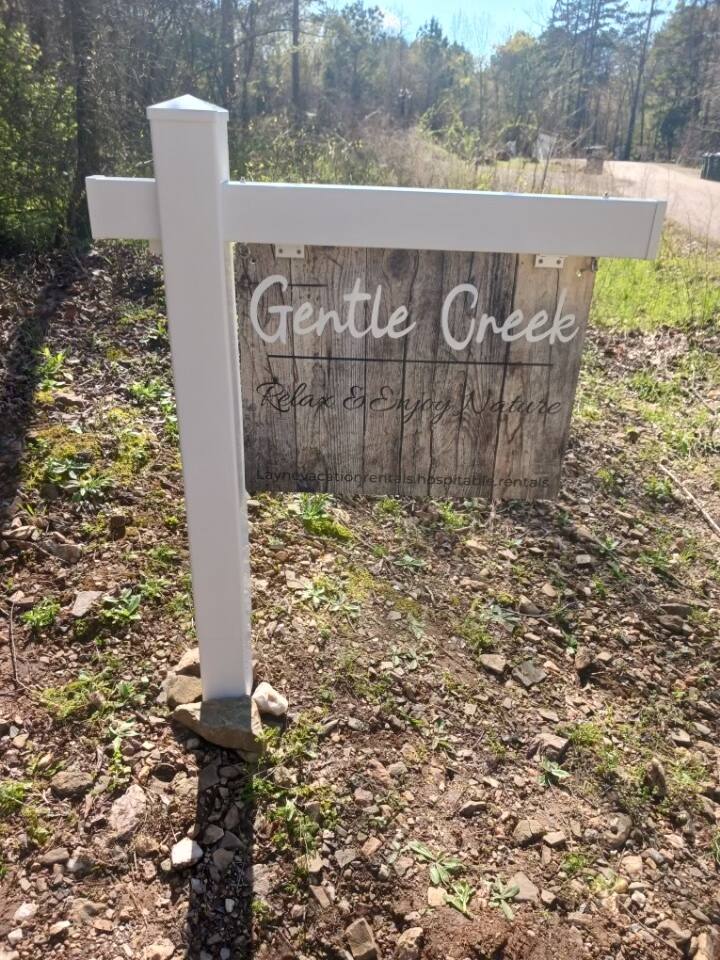 Gentle Creek
Relax & Enjoy Nature
Laynevacationrentals.hospitable.rentals